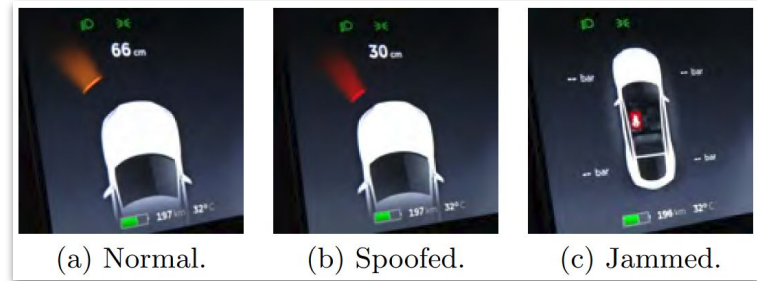 66 cm
197 km 32° C
(a) Normal.
30 cm
197 km 32° C
(b) Spoofed.
-- bar
-- bar
-- bar
-- bar
196 km 32° C
(c) Jammed.